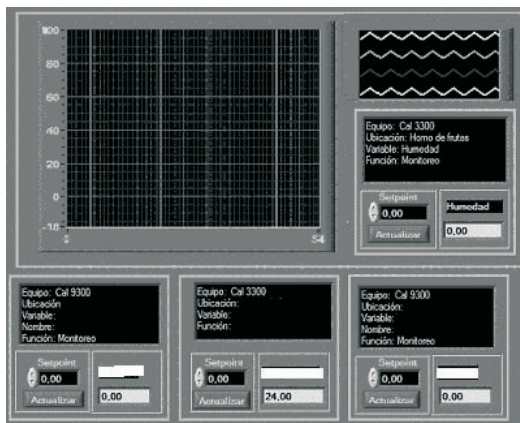 100
80
60
40
20
0
-18
54
Equipo: Cal 3300
Ubicación: Horno de frutas
Variable: Humedad
Función: Monitoreo
Setpoint
0,00
Actualizar
Humedad
0,00
Equipo: Cal 9300
Ubicación
Variable:
Nombre:
Función: Monitoreo
Setpoint
0,00
Actualizar
0,00
Equipo: Cal 3300
Ubicación:
Variable:
Función:
Setpoint
0,00
Actualizar
24,00
Equipo: Cal 9300
Ubicación:
Variable:
Nombre:
Función: Monitoreo
Setpoint
0,00
Actualizar
0,00